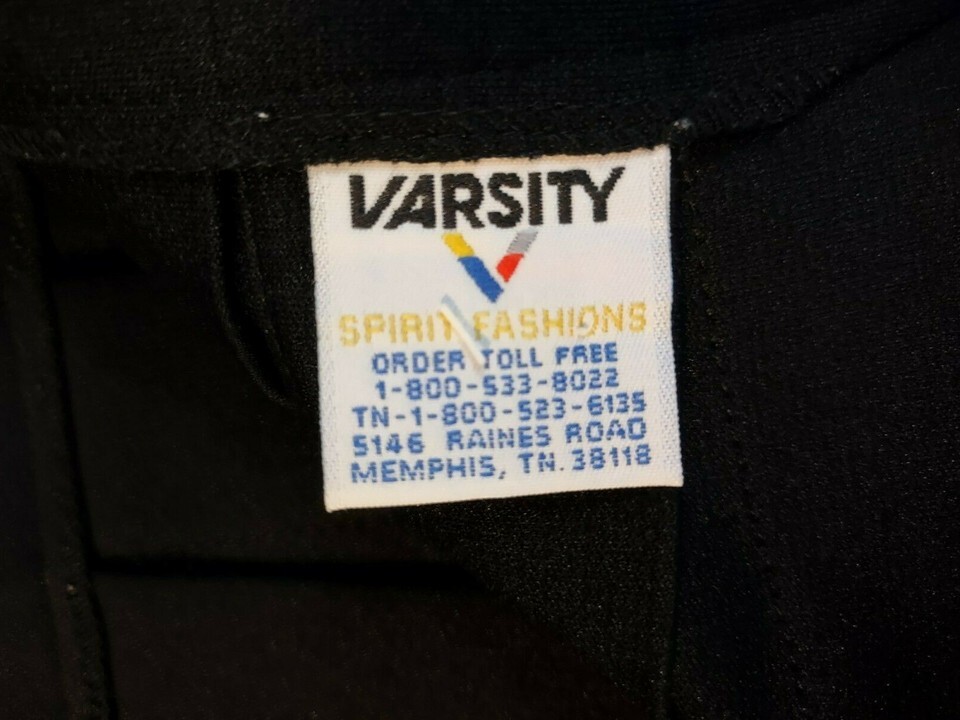 VARSITY
SPIRIT FASHIONS
ORDER TOLL FREE
1-800-533-8022
TN-1-800-523-6135
5146 RAINES ROAD
MEMPHIS, TN. 38118